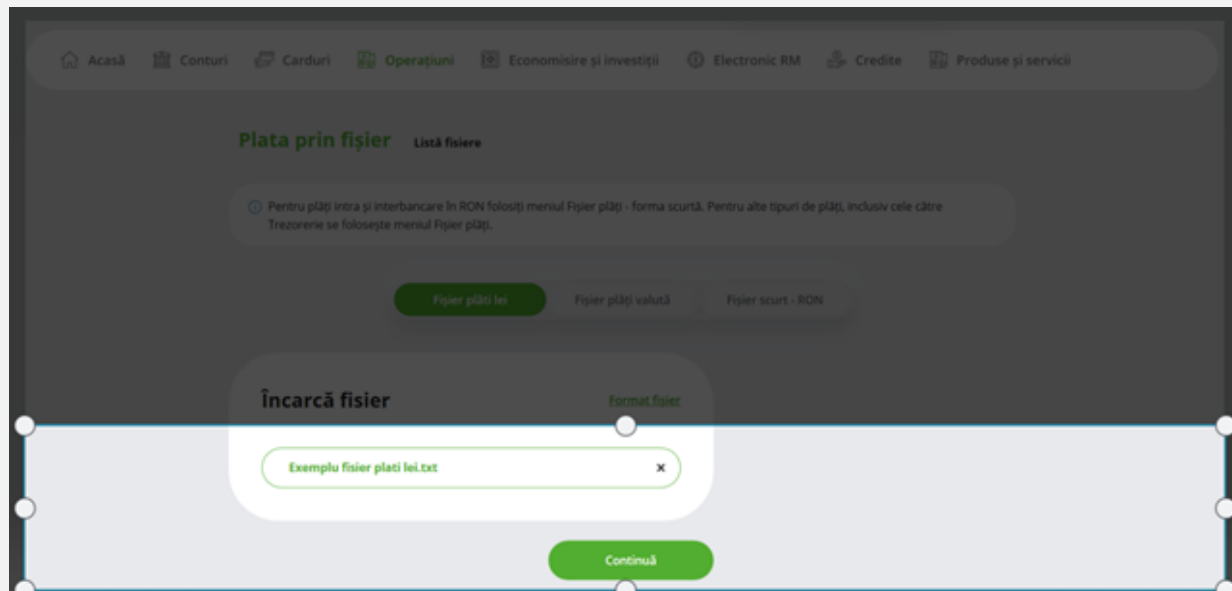 Acasă Conturi Carduri Operațiuni Economisire și investiții Electronic RM Credite Produse și servicii
Plata prin fișier Listă fisiere
Pentru plăți intra și interbancare în RON folosiți meniul Fișier plăți - forma scurtă. Pentru alte tipuri de plăți, inclusiv cele către
Trezorerie se folosește meniul Fișier plăți.
Fișier plăti lei Fișier plăți valută Fișier scurt - RON
Încarcă fisier Format fișier
Exemplu fisier plati lei.txt x
Continuă